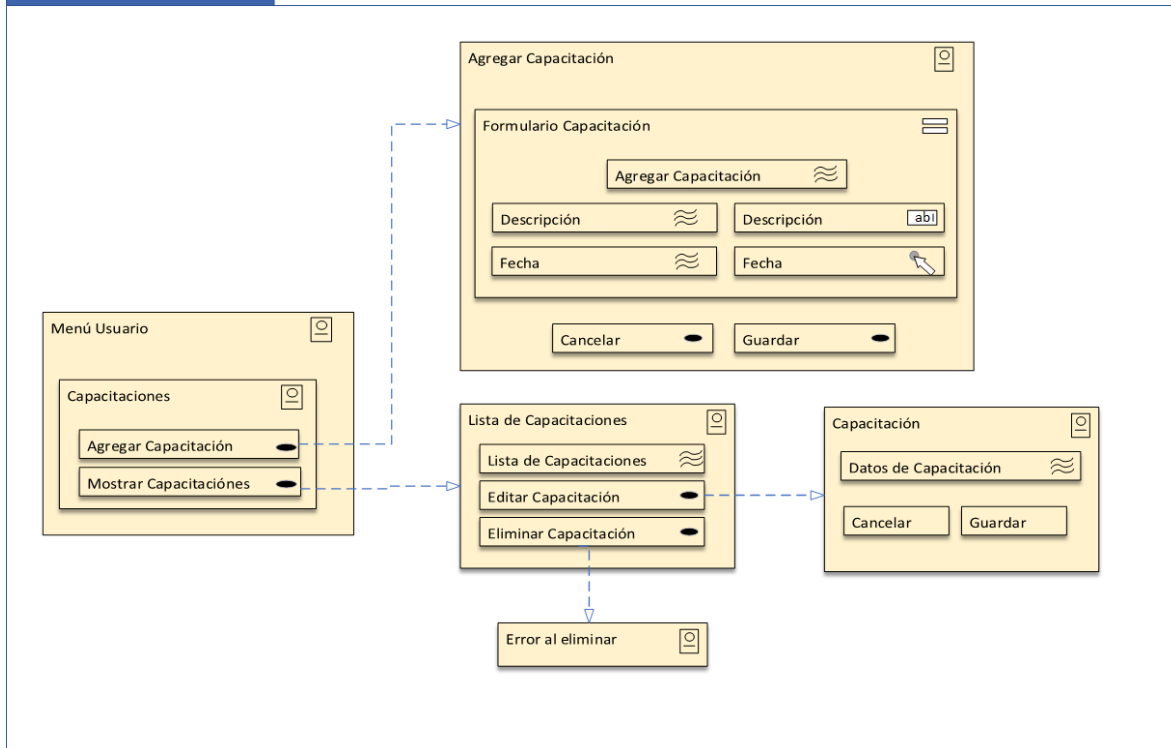 Agregar Capacitación
Formulario Capacitación
Agregar Capacitación
Descripción
Descripción
abI
Fecha
Fecha
Cancelar
Guardar
Menú Usuario
Capacitaciones
Agregar Capacitación
Mostrar Capacitaciónes
Lista de Capacitaciones
Lista de Capacitaciones
Editar Capacitación
Eliminar Capacitación
Capacitación
Datos de Capacitación
Cancelar
Guardar
Error al eliminar